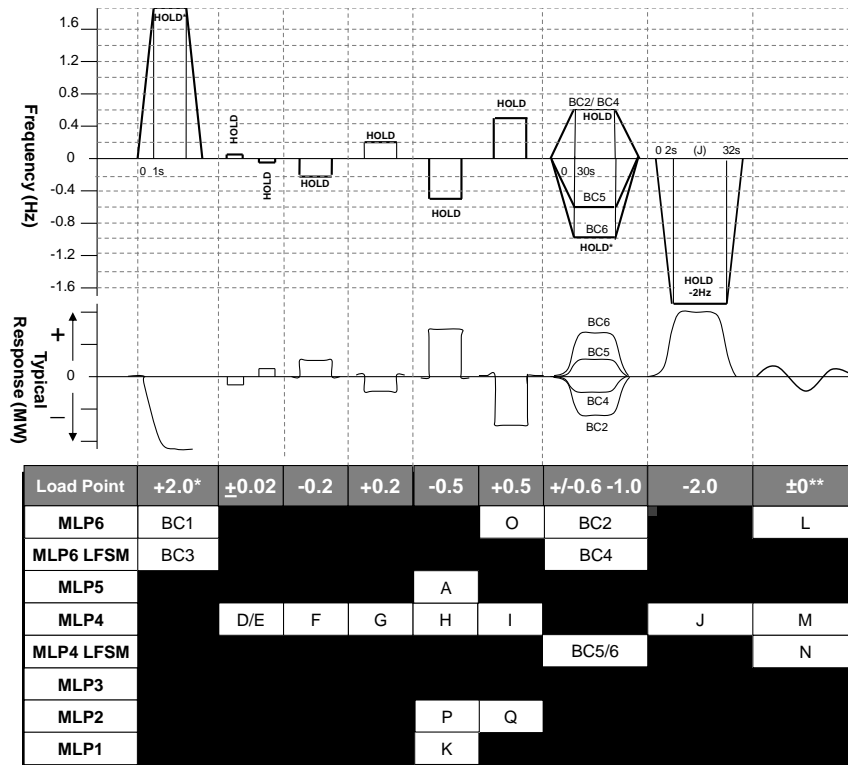 1.6
1.2
0.8
0.4
0
-0.4
-0.8
-1.2
-1.6
Frequency (Hz)
HOLD*
0 1s
HOLD
HOLD
HOLD
HOLD
HOLD
HOLD
BC2/ BC4
HOLD
0 30s
BC5
BC6
HOLD*
0 2s (J) 32s
HOLD
-2Hz
Typical
Response (MW)
+
0
–
BC6
BC5
BC4
BC2
Load Point +2.0* ±0.02 -0.2 +0.2 -0.5 +0.5 +/-0.6 -1.0 -2.0 ±0**
MLP6 BC1 O BC2 L
MLP6 LFSM BC3 BC4
MLP5 A
MLP4 D/E F G H I J M
MLP4 LFSM BC5/6 N
MLP3
MLP2 P Q
MLP1 K